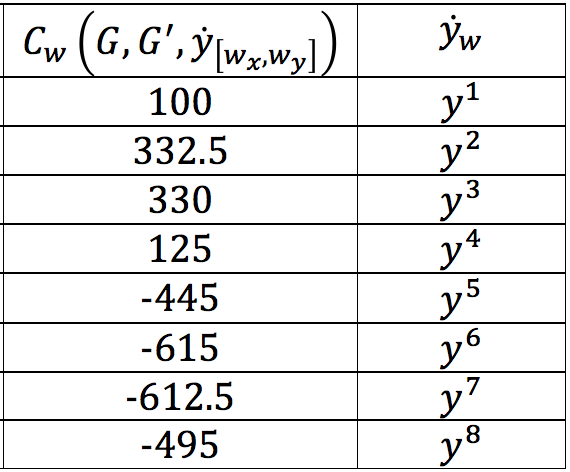 C_w (G, G′, ẏ_[w_x,w_y]) ẏ_w
100 y^1
332.5 y^2
330 y^3
125 y^4
-445 y^5
-615 y^6
-612.5 y^7
-495 y^8